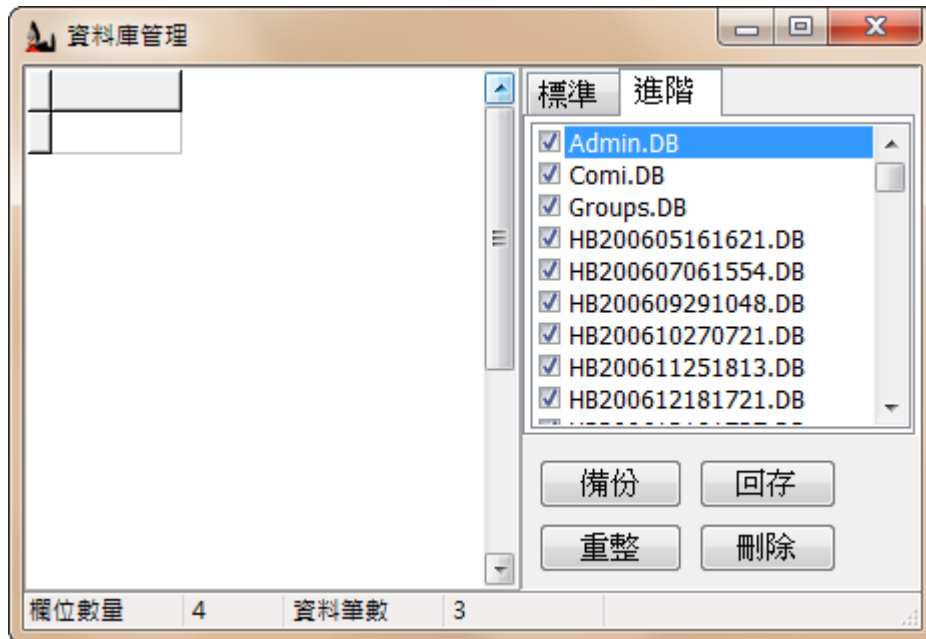 資料庫管理
標準 進階
Admin.DB
Comi.DB
Groups.DB
HB200605161621.DB
HB200607061554.DB
HB200609291048.DB
HB200610270721.DB
HB200611251813.DB
HB200612181721.DB
備份 回存
重整 刪除
欄位數量 4 資料筆數 3